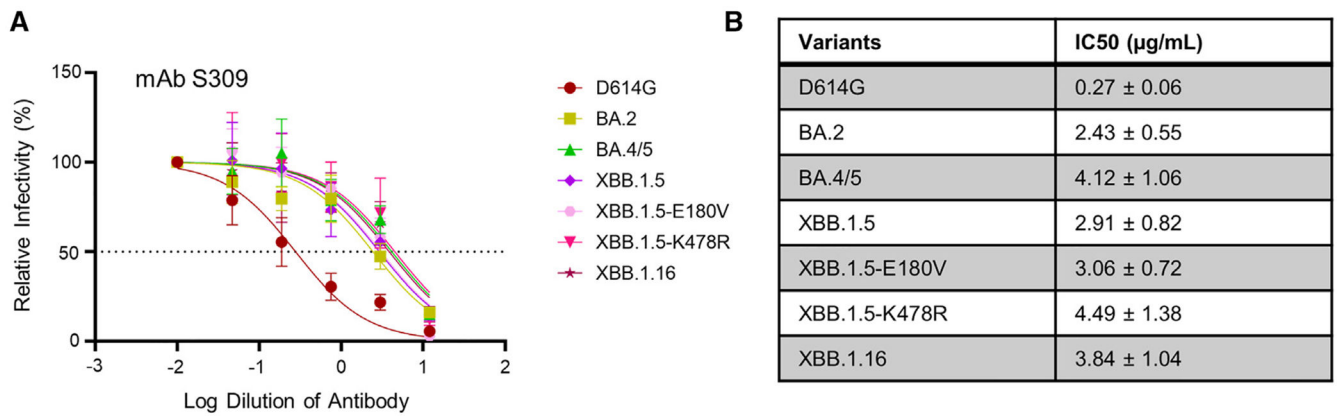 A
mAb S309
Relative Infectivity (%)
150
100
50
0
-3
-2
-1
0
1
2
Log Dilution of Antibody
D614G
BA.2
BA.4/5
XBB.1.5
XBB.1.5-E180V
XBB.1.5-K478R
XBB.1.16
B
Variants IC50 (µg/mL)
D614G 0.27 ± 0.06
BA.2 2.43 ± 0.55
BA.4/5 4.12 ± 1.06
XBB.1.5 2.91 ± 0.82
XBB.1.5-E180V 3.06 ± 0.72
XBB.1.5-K478R 4.49 ± 1.38
XBB.1.16 3.84 ± 1.04